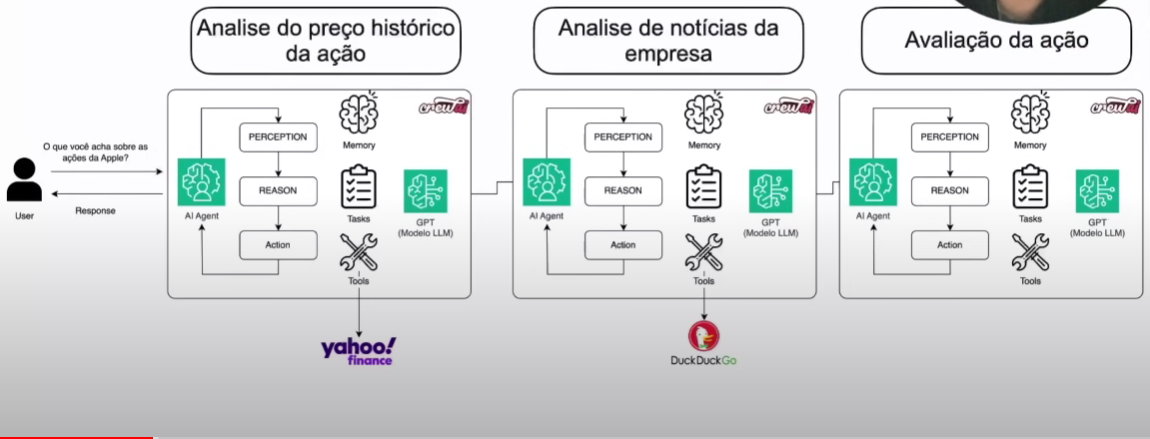 Analise do preço histórico
da ação
Analise de notícias da
empresa
Avaliação da ação
O que você acha sobre as
ações da Apple?
Response
User
crewai
PERCEPTION
REASON
Action
AI Agent
Memory
Tasks
Tools
GPT
(Modelo LLM)
yahoo!
finance
crewai
PERCEPTION
REASON
Action
AI Agent
Memory
Tasks
Tools
GPT
(Modelo LLM)
DuckDuckGo
crewai
PERCEPTION
REASON
Action
AI Agent
Memory
Tasks
Tools
GPT
(Modelo LLM)